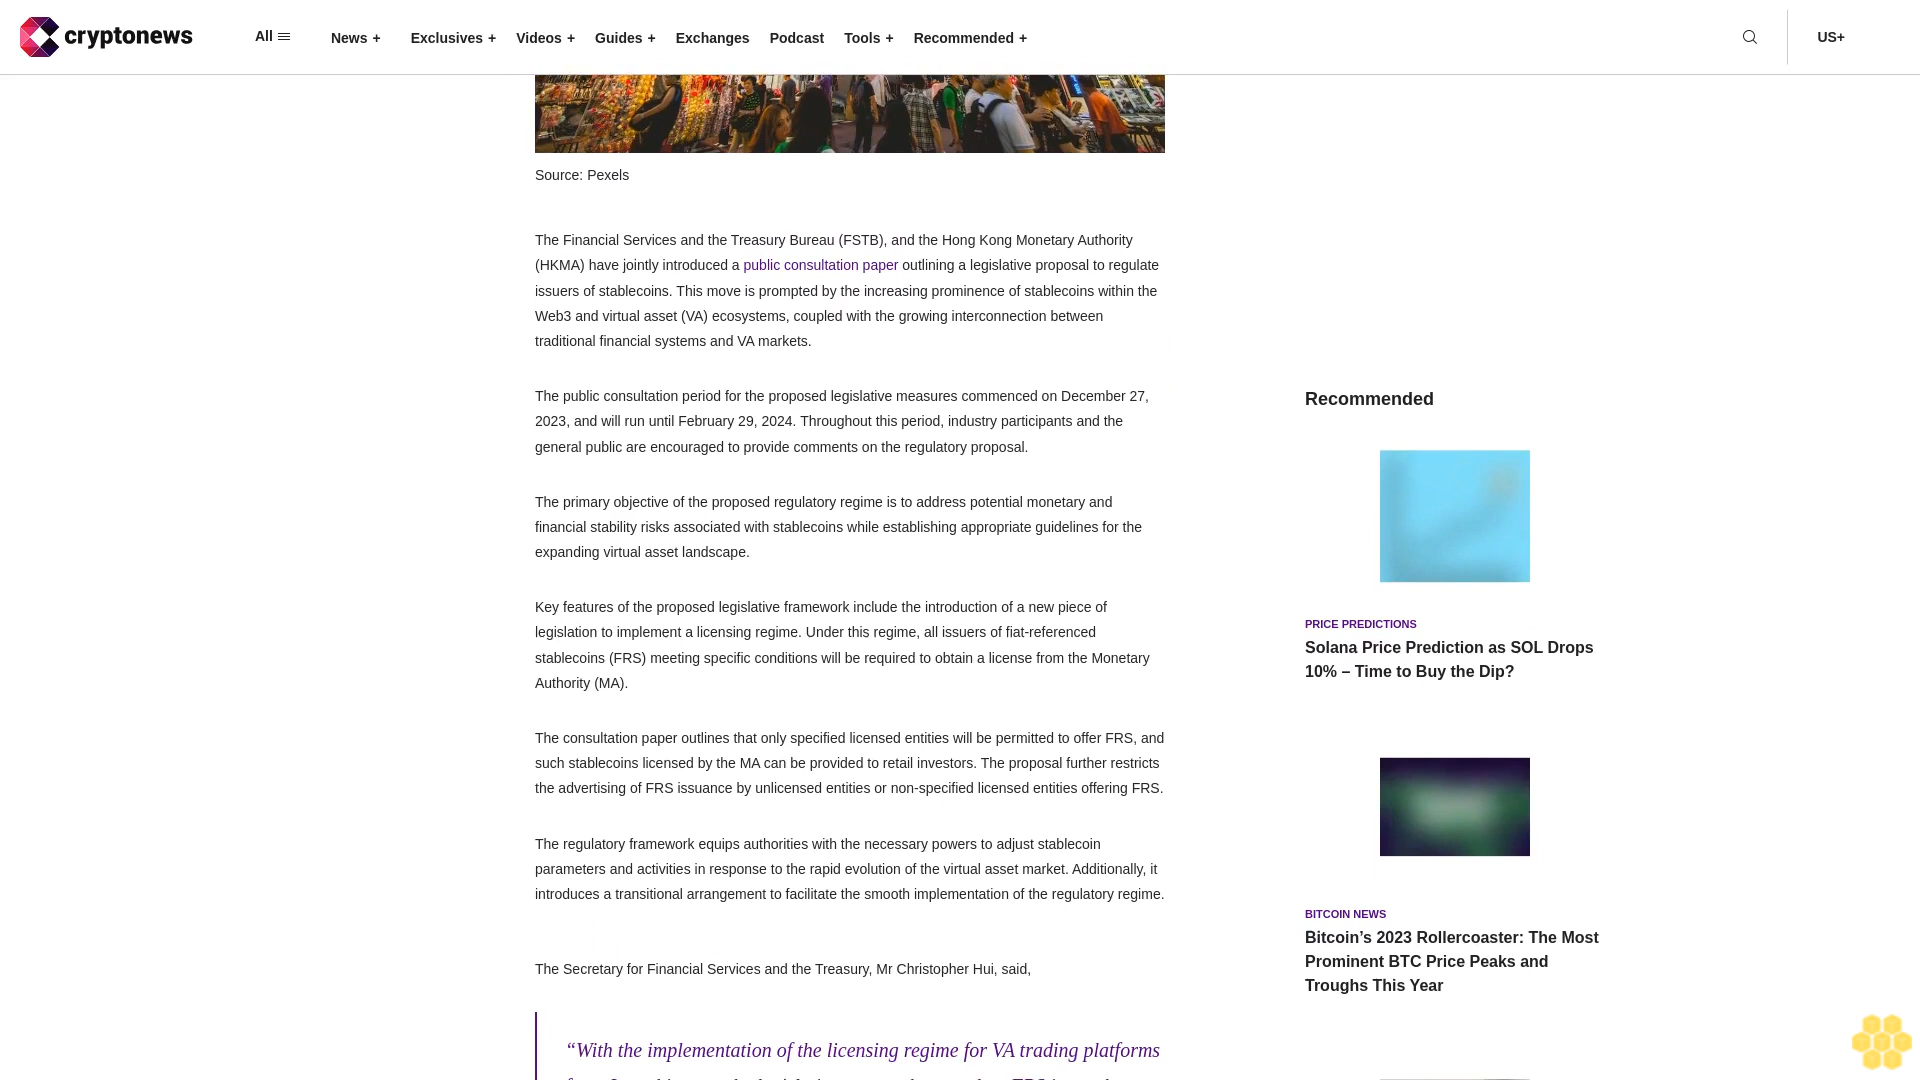 cryptonews
All
News +
Exclusives +
Videos +
Guides +
Exchanges
Podcast
Tools +
Recommended +
US+
Source: Pexels
The Financial Services and the Treasury Bureau (FSTB), and the Hong Kong Monetary Authority
(HKMA) have jointly introduced a public consultation paper outlining a legislative proposal to regulate
issuers of stablecoins. This move is prompted by the increasing prominence of stablecoins within the
Web3 and virtual asset (VA) ecosystems, coupled with the growing interconnection between
traditional financial systems and VA markets.
The public consultation period for the proposed legislative measures commenced on December 27,
2023, and will run until February 29, 2024. Throughout this period, industry participants and the
general public are encouraged to provide comments on the regulatory proposal.
The primary objective of the proposed regulatory regime is to address potential monetary and
financial stability risks associated with stablecoins while establishing appropriate guidelines for the
expanding virtual asset landscape.
Key features of the proposed legislative framework include the introduction of a new piece of
legislation to implement a licensing regime. Under this regime, all issuers of fiat-referenced
stablecoins (FRS) meeting specific conditions will be required to obtain a license from the Monetary
Authority (MA).
The consultation paper outlines that only specified licensed entities will be permitted to offer FRS, and
such stablecoins licensed by the MA can be provided to retail investors. The proposal further restricts
the advertising of FRS issuance by unlicensed entities or non-specified licensed entities offering FRS.
The regulatory framework equips authorities with the necessary powers to adjust stablecoin
parameters and activities in response to the rapid evolution of the virtual asset market. Additionally, it
introduces a transitional arrangement to facilitate the smooth implementation of the regulatory regime.
The Secretary for Financial Services and the Treasury, Mr Christopher Hui, said,
“With the implementation of the licensing regime for VA trading platforms
Recommended
PRICE PREDICTIONS
Solana Price Prediction as SOL Drops
10% – Time to Buy the Dip?
BITCOIN NEWS
Bitcoin’s 2023 Rollercoaster: The Most
Prominent BTC Price Peaks and
Troughs This Year